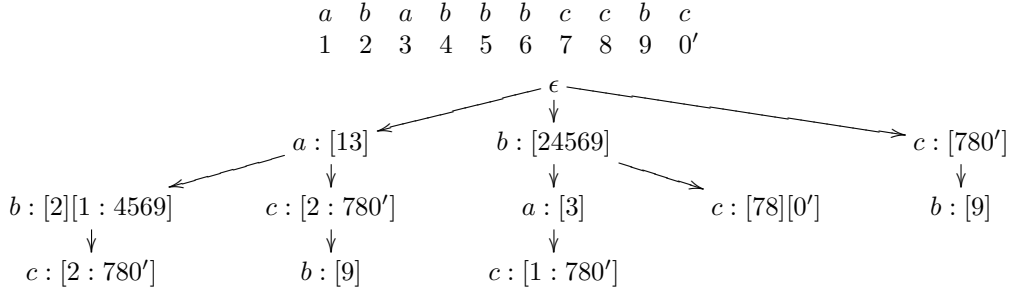 a b a b b b c c b c
1 2 3 4 5 6 7 8 9 0′
ϵ
a : [13] b : [24569] c : [780′]
b : [2][1 : 4569] c : [2 : 780′] a : [3] c : [78][0′] b : [9]
c : [2 : 780′] b : [9] c : [1 : 780′]